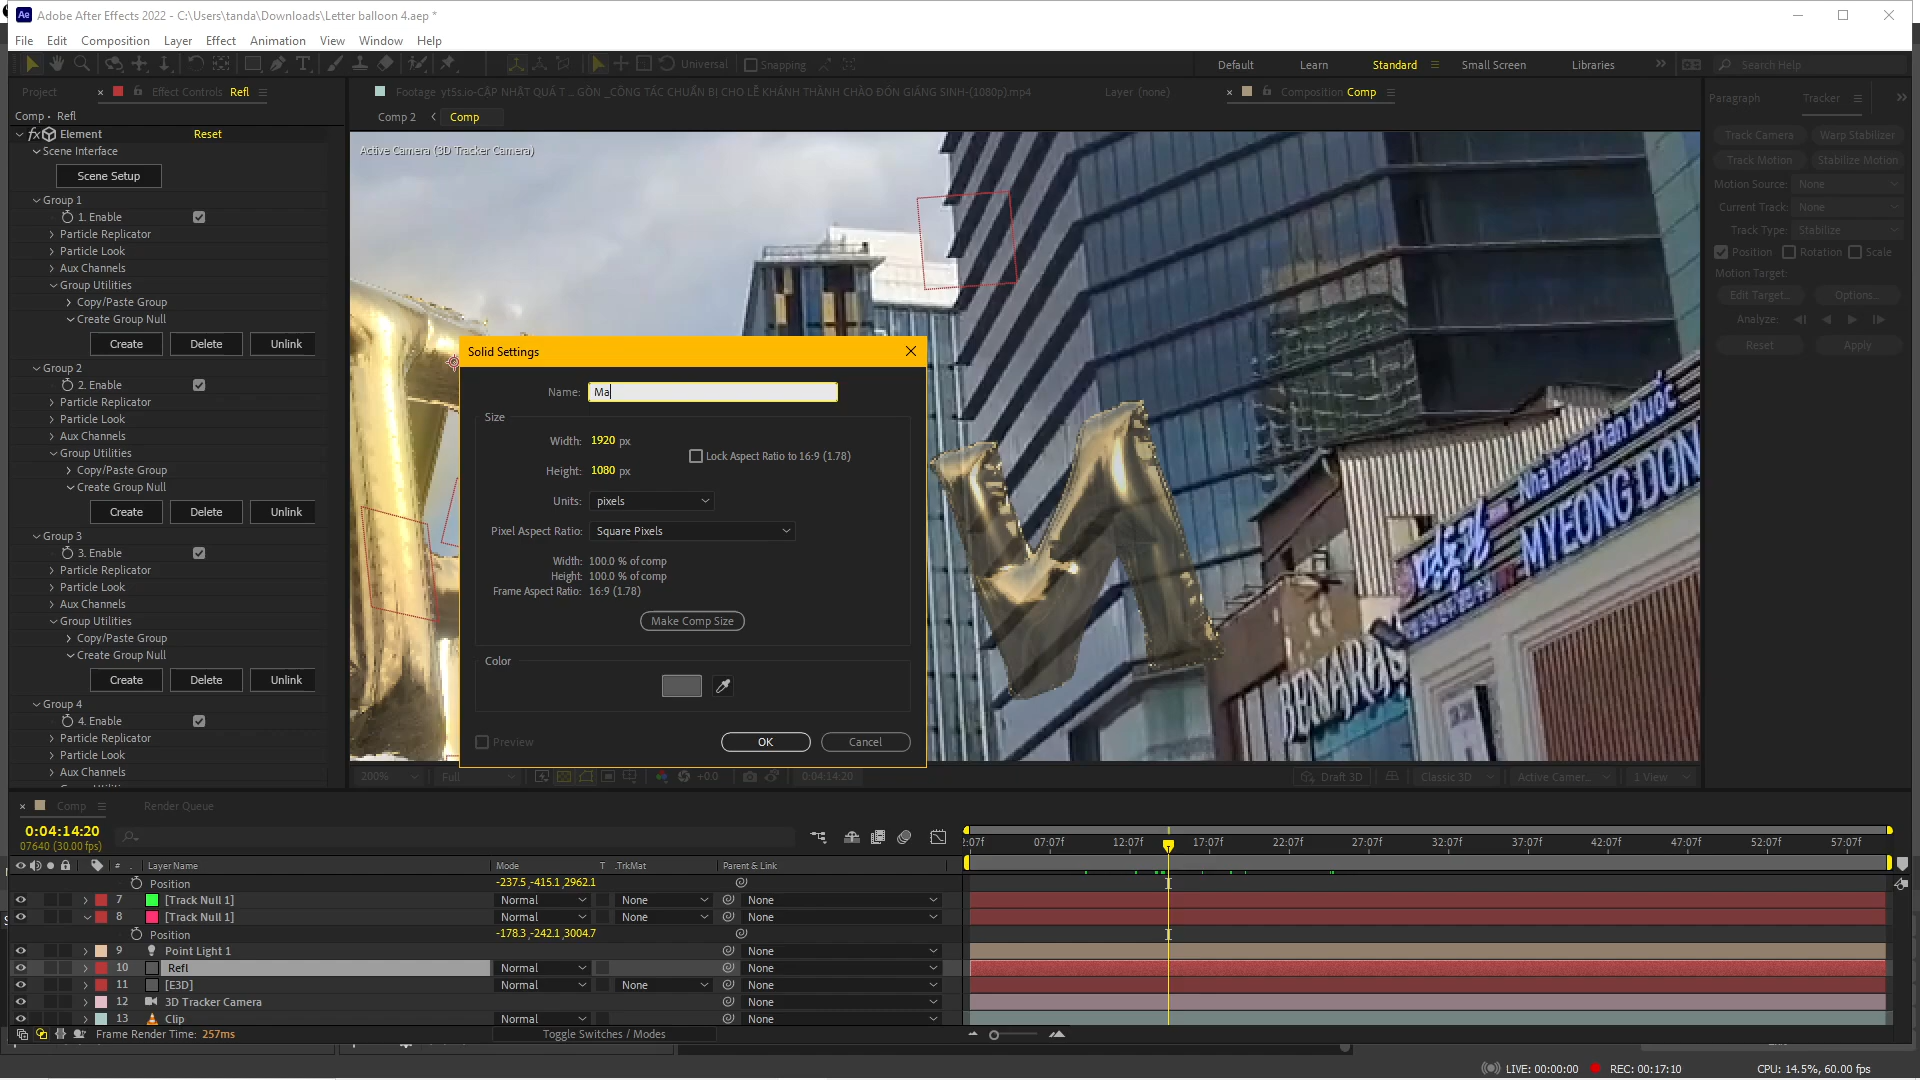 Adobe After Effects 2022 - C:\Users\tanda\Downloads\Letter balloon 4.aep *
File Edit Composition Layer Effect Animation View Window Help
Universal Snapping Default Learn Standard Small Screen Libraries Search Help
Project Effect Controls Refl Footage yt5s.io-CẬP NHẬT QUÁ T _ GÒN _CÔNG TÁC CHUẨN BỊ CHO LỄ KHÁNH THÀNH CHÀO ĐÓN GIÁNG SINH-(1080p).mp4 Layer (none) Composition Comp Paragraph Tracker
Comp • Refl Comp 2 Comp
Element Reset
Scene Interface
Scene Setup
Group 1
1. Enable
Particle Replicator
Particle Look
Aux Channels
Group Utilities
Copy/Paste Group
Create Group Null
Create Delete Unlink
Group 2
2. Enable
Particle Replicator
Particle Look
Aux Channels
Group Utilities
Copy/Paste Group
Create Group Null
Create Delete Unlink
Group 3
3. Enable
Particle Replicator
Particle Look
Aux Channels
Group Utilities
Copy/Paste Group
Create Group Null
Create Delete Unlink
Group 4
4. Enable
Particle Replicator
Particle Look
Aux Channels
Active Camera (3D Tracker Camera)
Nhà hàng Hàn Quốc
MYEONG DON
BENARAS
Solid Settings
Name: Ma
Size
Width: 1920 px
Lock Aspect Ratio to 16:9 (1.78)
Height: 1080 px
Units: pixels
Pixel Aspect Ratio: Square Pixels
Width: 100.0 % of comp
Height: 100.0 % of comp
Frame Aspect Ratio: 16:9 (1.78)
Make Comp Size
Color
Preview OK Cancel
Track Camera Warp Stabilizer
Track Motion Stabilize Motion
Motion Source: None
Current Track: None
Track Type: Stabilize
Position Rotation Scale
Motion Target:
Edit Target... Options...
Analyze:
Reset Apply
200% Full +0.0 0:04:14:20 Draft 3D Classic 3D Active Camer... 1 View
Comp Render Queue
0:04:14:20
07640 (30.00 fps)
2:07f 07:07f 12:07f 17:07f 22:07f 27:07f 32:07f 37:07f 42:07f 47:07f 52:07f 57:07f
# Layer Name Mode T .TrkMat Parent & Link
Position -237.5,-415.1,2962.1
7 [Track Null 1] Normal None None
8 [Track Null 1] Normal None None
Position -178.3,-242.1,3004.7
9 Point Light 1 None
10 Refl Normal None
11 [E3D] Normal None None
12 3D Tracker Camera None
13 Clip Normal None
Frame Render Time: 257ms Toggle Switches / Modes
LIVE: 00:00:00 REC: 00:17:10 CPU: 14.5%, 60.00 fps